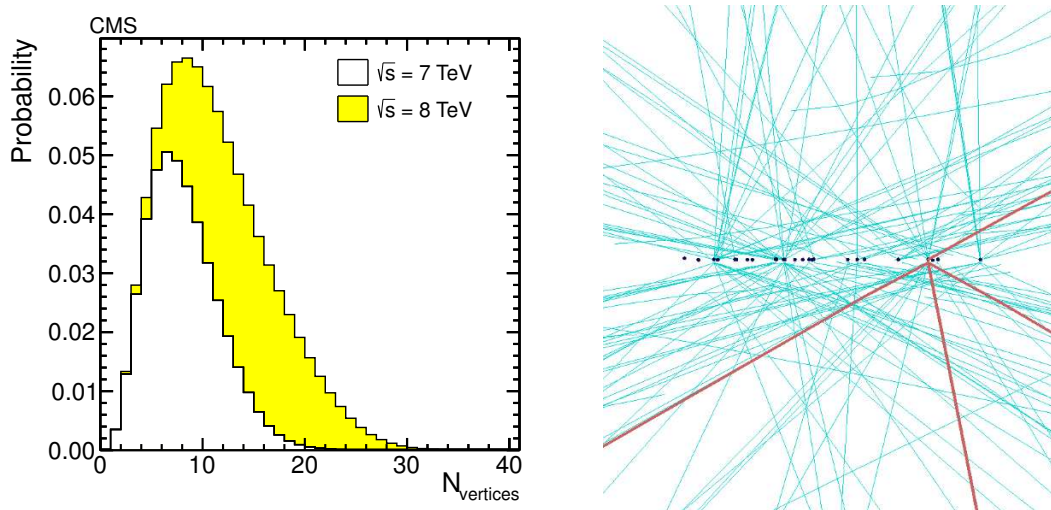 CMS
Probability
√s = 7 TeV
√s = 8 TeV
0.06
0.05
0.04
0.03
0.02
0.01
0.00
0 10 20 30 40
N_vertices